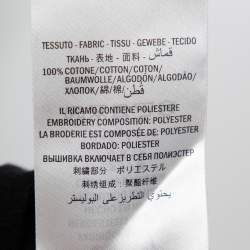 TESSUTO - FABRIC - TISSU - GEWEBE - TECIDO
ТКАНЬ - 表地 - 面料 - قماش
100% COTONE/COTTON/COTON/
BAUMWOLLE/ALGODÓN/ALGODÃO/
ХЛОПОК/綿/棉/قطن
IL RICAMO CONTIENE POLIESTERE
EMBROIDERY COMPOSITION: POLYESTER
LA BRODERIE EST COMPOSÉE DE: POLYESTER
BORDADO: POLIESTER
ВЫШИВКА ВКЛЮЧАЕТ В СЕБЯ ПОЛИЭСТЕР
刺繍部分 ポリエステル
刺绣组成: 聚酯纤维
يحتوي التطريز على البوليستر